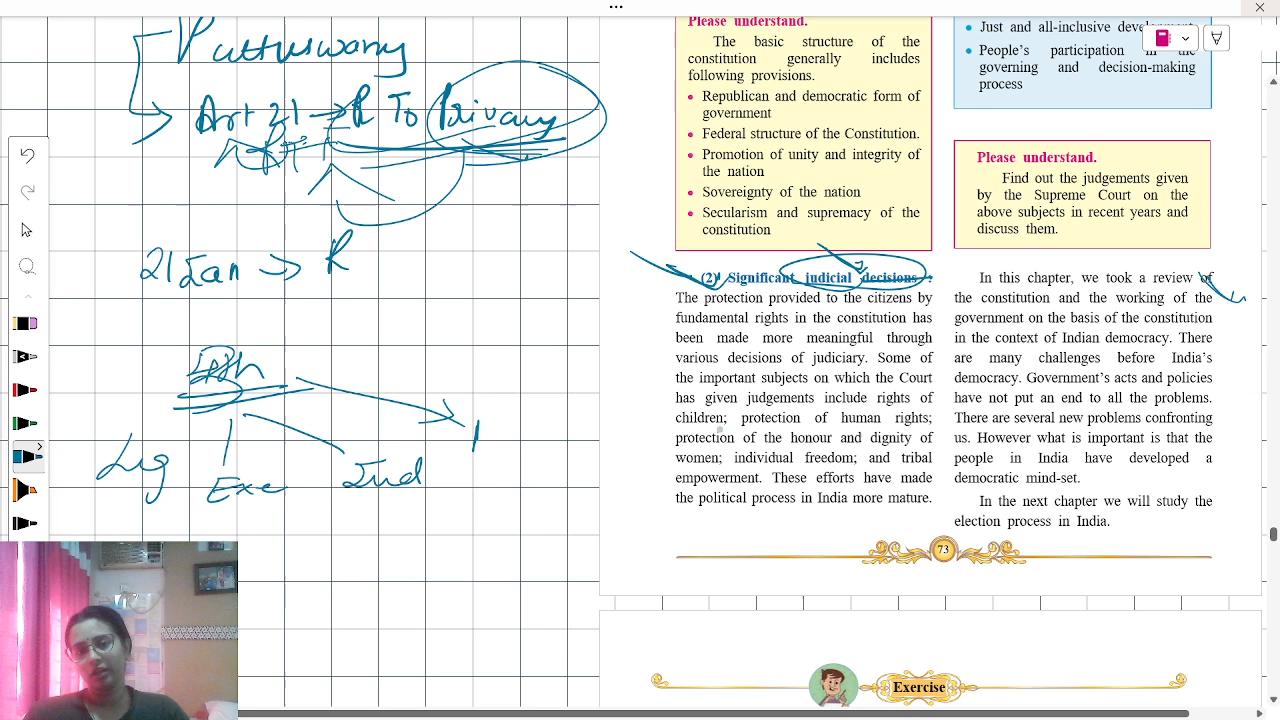 Puttuswamy
Art 21 → R To Privacy
21 Jan → R
Lig
Exe
Jud
Please understand.
The basic structure of the
constitution generally includes
following provisions.
• Republican and democratic form of
government
• Federal structure of the Constitution.
• Promotion of unity and integrity of
the nation
• Sovereignty of the nation
• Secularism and supremacy of the
constitution
(2) Significant judicial decisions :
The protection provided to the citizens by
fundamental rights in the constitution has
been made more meaningful through
various decisions of judiciary. Some of
the important subjects on which the Court
has given judgements include rights of
children; protection of human rights;
protection of the honour and dignity of
women; individual freedom; and tribal
empowerment. These efforts have made
the political process in India more mature.
• Just and all-inclusive development
• People's participation in the
governing and decision-making
process
Please understand.
Find out the judgements given
by the Supreme Court on the
above subjects in recent years and
discuss them.
In this chapter, we took a review of
the constitution and the working of the
government on the basis of the constitution
in the context of Indian democracy. There
are many challenges before India's
democracy. Government's acts and policies
have not put an end to all the problems.
There are several new problems confronting
us. However what is important is that the
people in India have developed a
democratic mind-set.
In the next chapter we will study the
election process in India.
73
Exercise